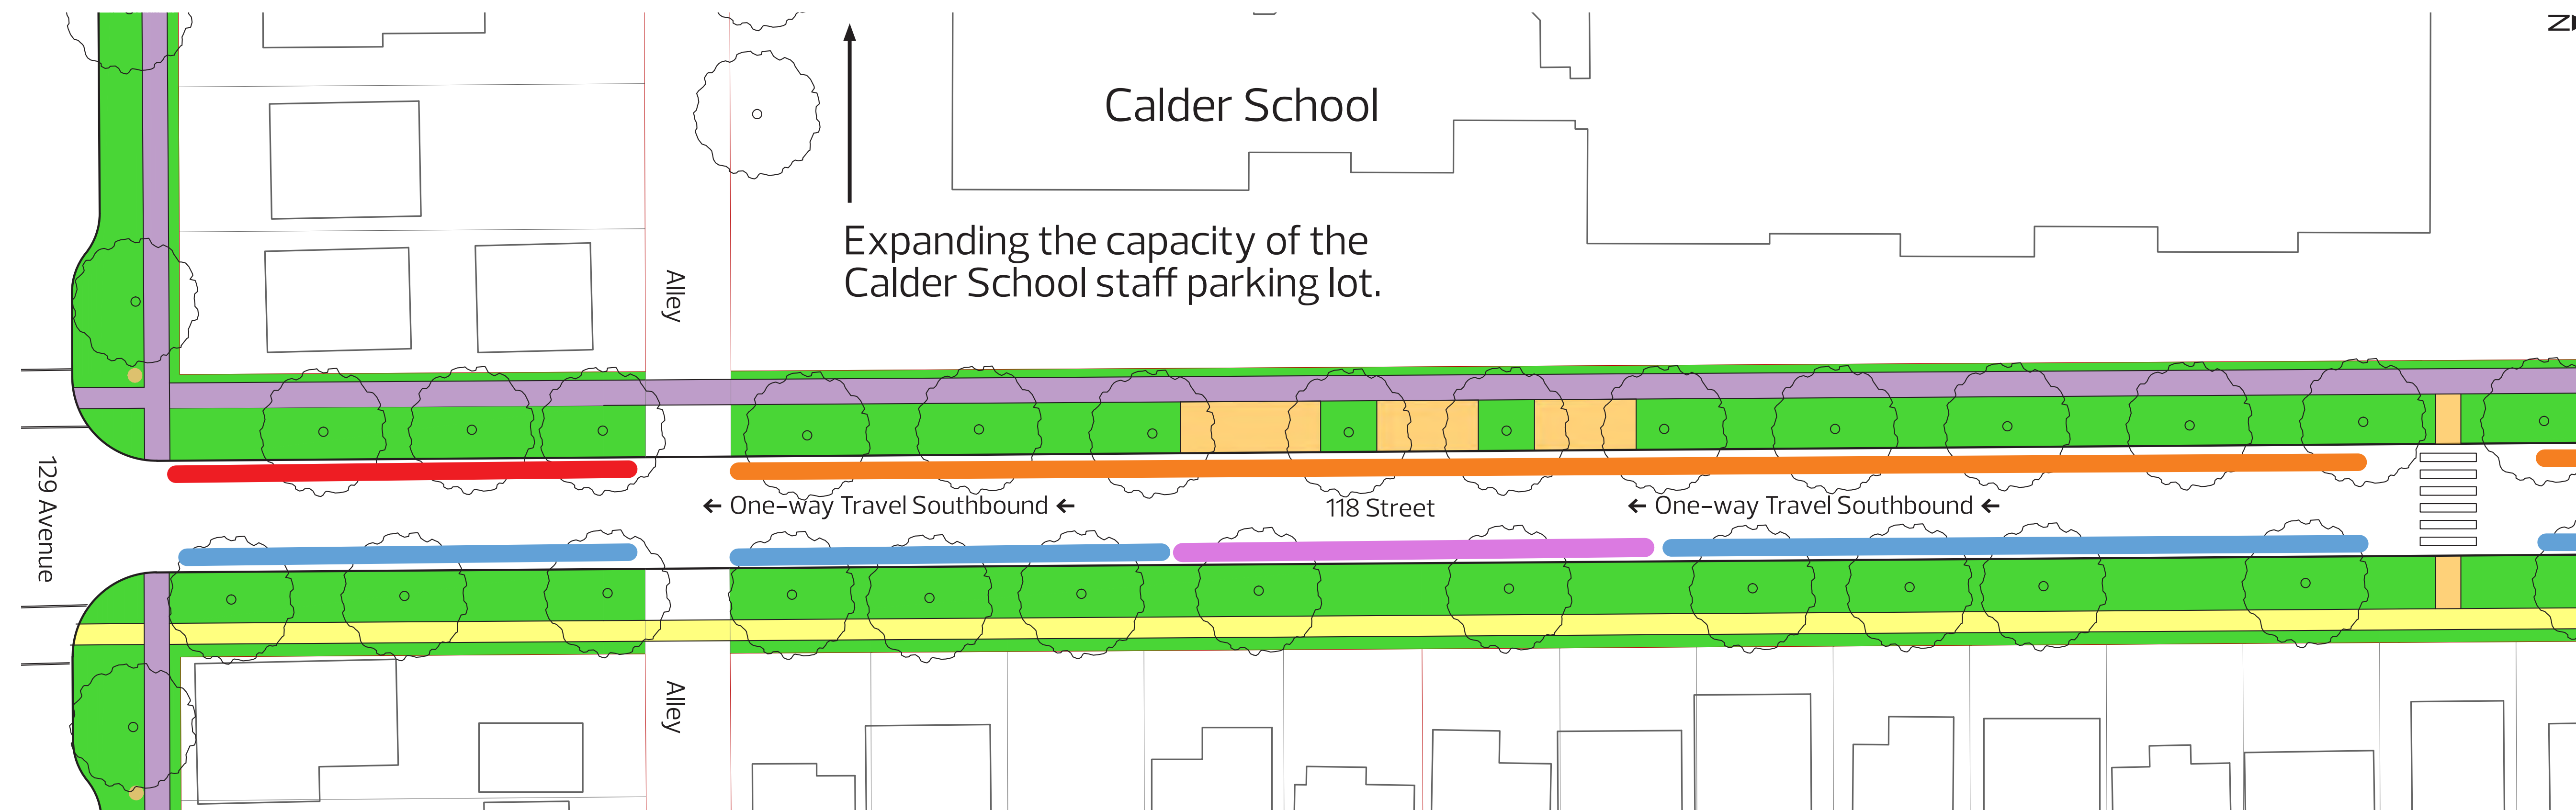 Calder School
N
Expanding the capacity of the
Calder School staff parking lot.
Alley
← One-way Travel Southbound ←
118 Street
← One-way Travel Southbound ←
129 Avenue
Alley